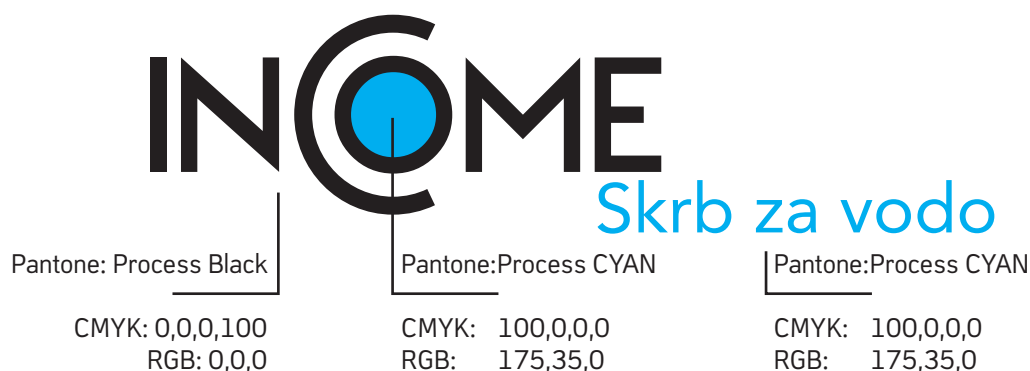 INCOME
Skrb za vodo
Pantone: Process Black
CMYK: 0,0,0,100
RGB: 0,0,0
Pantone:Process CYAN
CMYK: 100,0,0,0
RGB: 175,35,0
Pantone:Process CYAN
CMYK: 100,0,0,0
RGB: 175,35,0